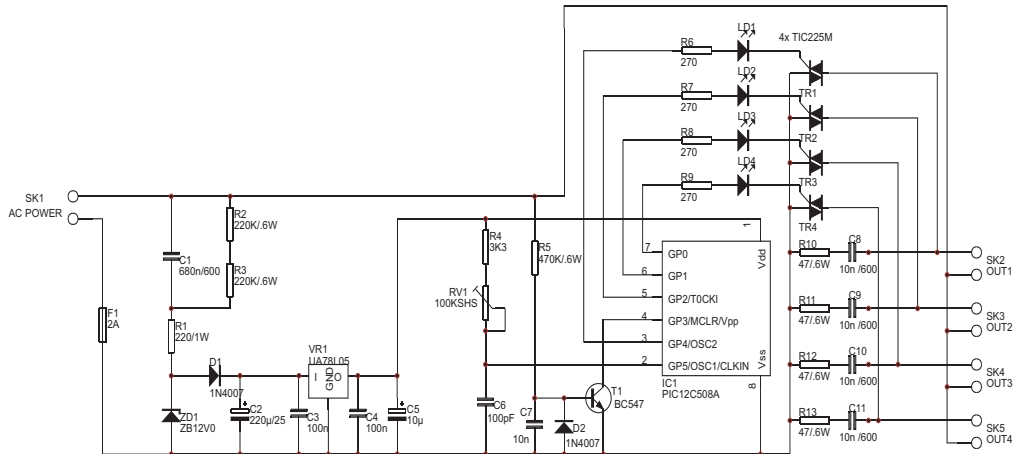 LD1
4x TIC225M
R6
270
LD2
R7
TR1
270
LD3
R8
TR2
270
LD4
R9
TR3
270
TR4
SK1
AC POWER
R2
220K/.6W
R4
3K3
R5
470K/.6W
C1
680n/600
R3
220K/.6W
RV1
100KSHS
F1
2A
R1
220/1W
1
7
GP0
Vdd
6
GP1
5
GP2/T0CKI
4
GP3/MCLR/Vpp
3
GP4/OSC2
2
GP5/OSC1/CLKIN
Vss
8
IC1
PIC12C508A
R10
C8
47/.6W
10n /600
SK2
OUT1
R11
C9
47/.6W
10n /600
SK3
OUT2
R12
C10
47/.6W
10n /600
SK4
OUT3
R13
C11
47/.6W
10n /600
SK5
OUT4
VR1
UA78L05
I
GND
O
D1
1N4007
ZD1
ZB12V0
C2
220µ/25
C3
100n
C4
100n
C5
10µ
C6
100pF
C7
10n
D2
1N4007
T1
BC547